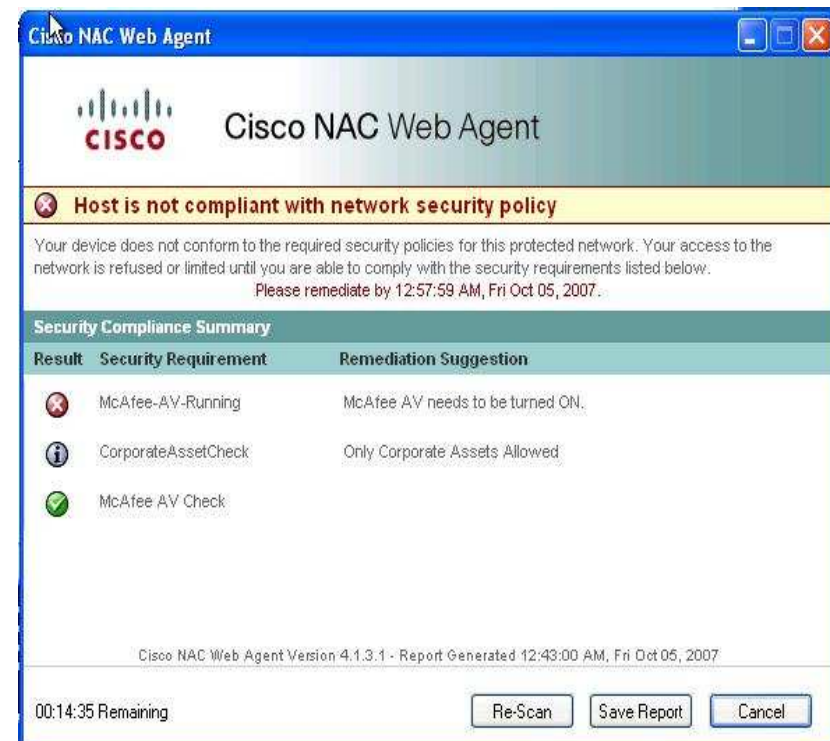 Cisco NAC Web Agent
CISCO
Cisco NAC Web Agent
Host is not compliant with network security policy
Your device does not conform to the required security policies for this protected network. Your access to the
network is refused or limited until you are able to comply with the security requirements listed below.
Please remediate by 12:57:59 AM, Fri Oct 05, 2007.
Security Compliance Summary
Result Security Requirement Remediation Suggestion
McAfee-AV-Running McAfee AV needs to be turned ON.
CorporateAssetCheck Only Corporate Assets Allowed
McAfee AV Check
Cisco NAC Web Agent Version 4.1.3.1 - Report Generated 12:43:00 AM, Fri Oct 05, 2007
00:14:35 Remaining Re-Scan Save Report Cancel